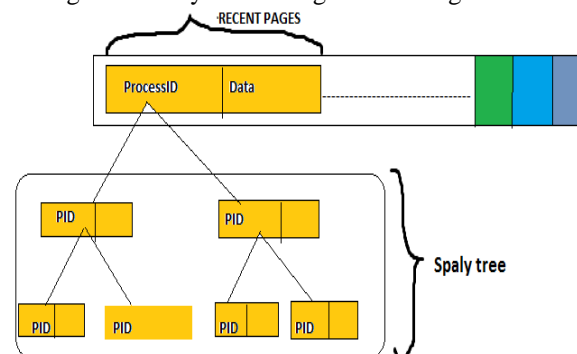 RECENT PAGES
ProcessID Data
PID PID
Spaly tree
PID PID PID PID